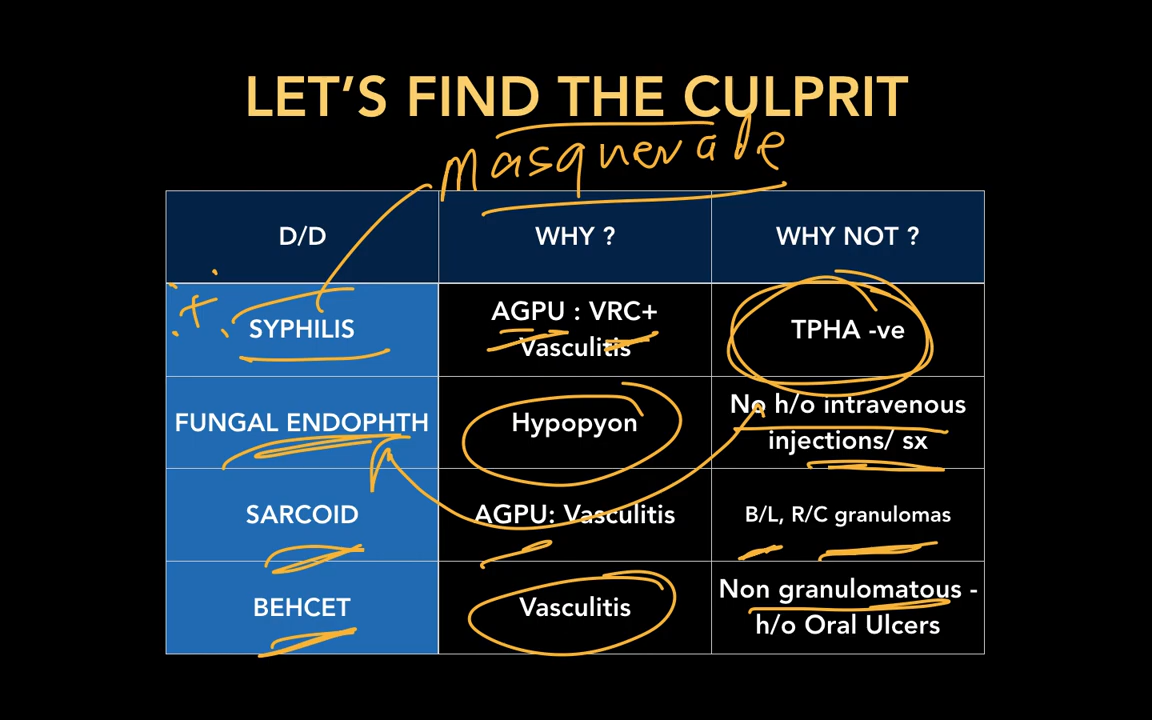 LET'S FIND THE CULPRIT
Masquerade
D/D
WHY ?
WHY NOT ?
SYPHILIS
AGPU : VRC+
Vasculitis
TPHA -ve
FUNGAL ENDOPHTH
Hypopyon
No h/o intravenous
injections/ sx
SARCOID
AGPU: Vasculitis
B/L, R/C granulomas
BEHCET
Vasculitis
Non granulomatous -
h/o Oral Ulcers